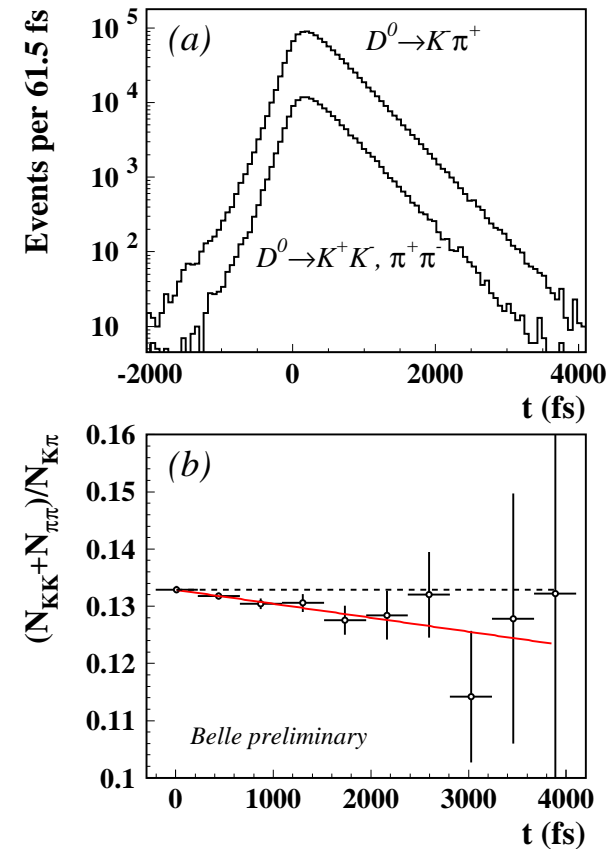 Events per 61.5 fs
10^5
10^4
10^3
10^2
10
(a)
D^0→K^-π^+
D^0→K^+K^-, π^+π^-
-2000 0 2000 4000
t (fs)
(N_KK+N_ππ)/N_Kπ
0.16
0.15
0.14
0.13
0.12
0.11
0.1
(b)
Belle preliminary
0 1000 2000 3000 4000
t (fs)